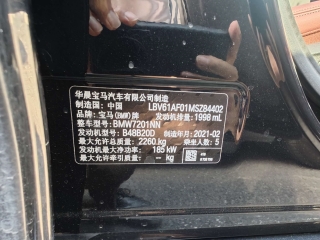 华晨宝马汽车有限公司制造
制造国：中国 LBV61AF01MSZ84402
品牌：宝马(BMW)牌 发动机排量：1998 mL
整车型号：BMW7201NN
发动机型号：B48B20D 制造年月：2021-02
最大允许总质量：2260 kg 乘坐人数：5
发动机最大净功率：185 kW
最大允许牵引质量：-- kg